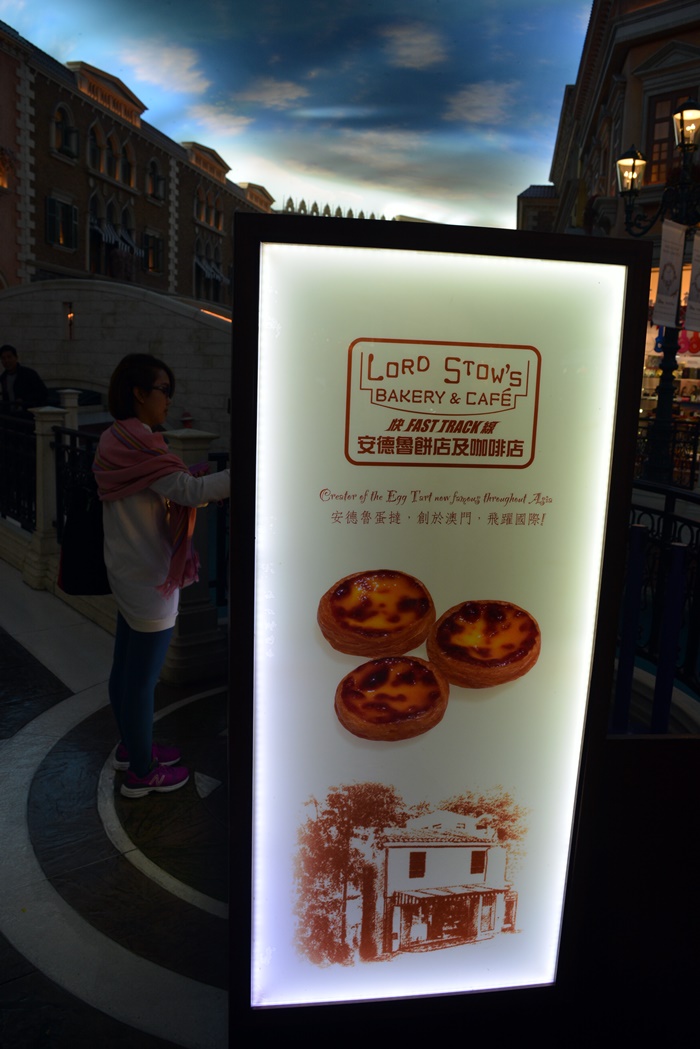 LORD STOW'S
BAKERY & CAFÉ
快 FAST TRACK 線
安德魯餅店及咖啡店
Creator of the Egg Tart now famous throughout Asia
安德魯蛋撻，創於澳門，飛躍國際!